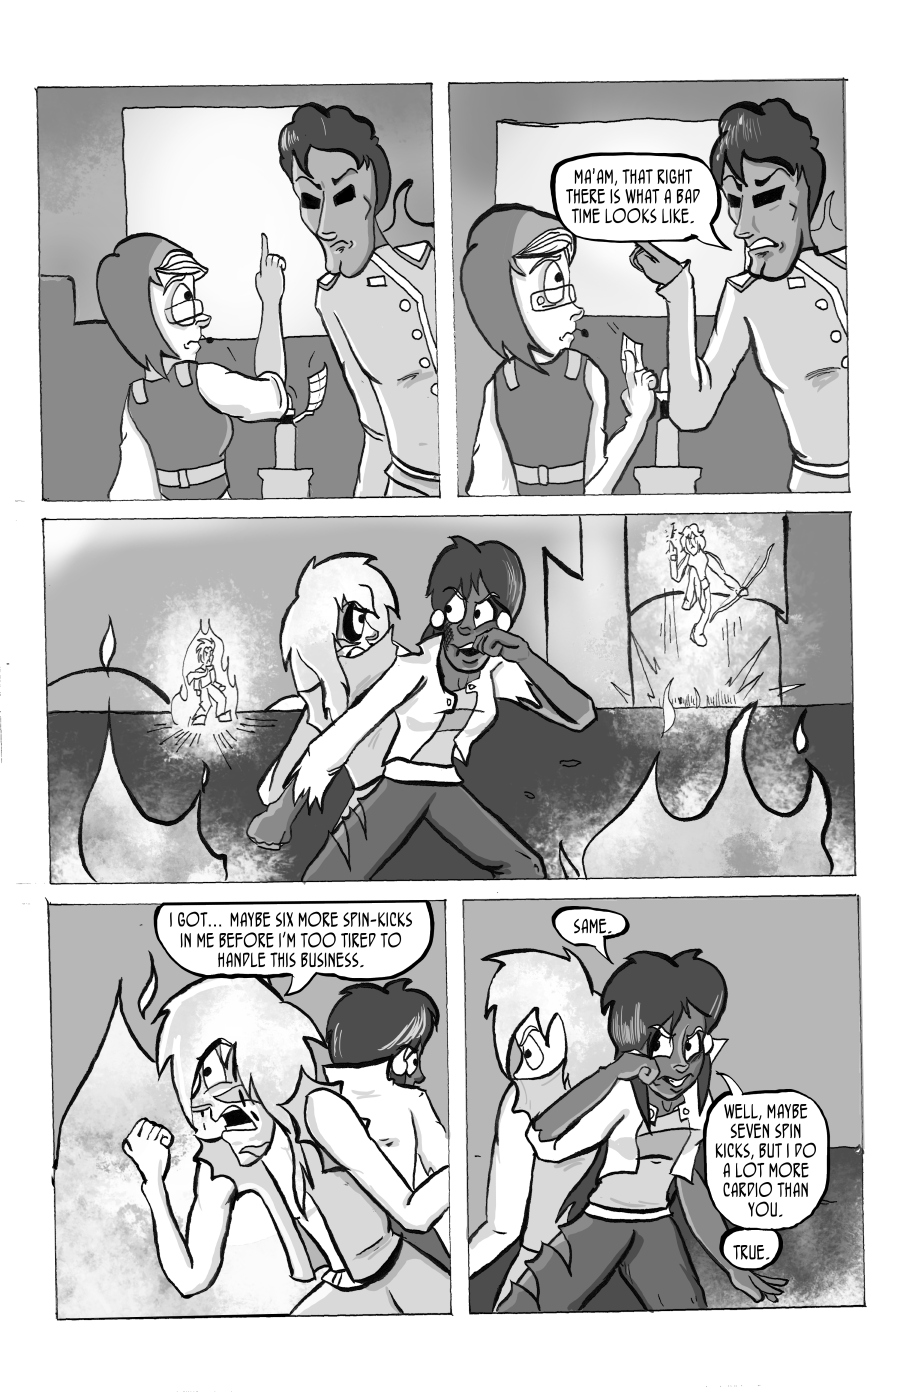 MA'AM, THAT RIGHT
THERE IS WHAT A BAD
TIME LOOKS LIKE.
I GOT... MAYBE SIX MORE SPIN-KICKS
IN ME BEFORE I'M TOO TIRED TO
HANDLE THIS BUSINESS.
SAME.
WELL, MAYBE
SEVEN SPIN
KICKS, BUT I DO
A LOT MORE
CARDIO THAN
YOU.
TRUE.